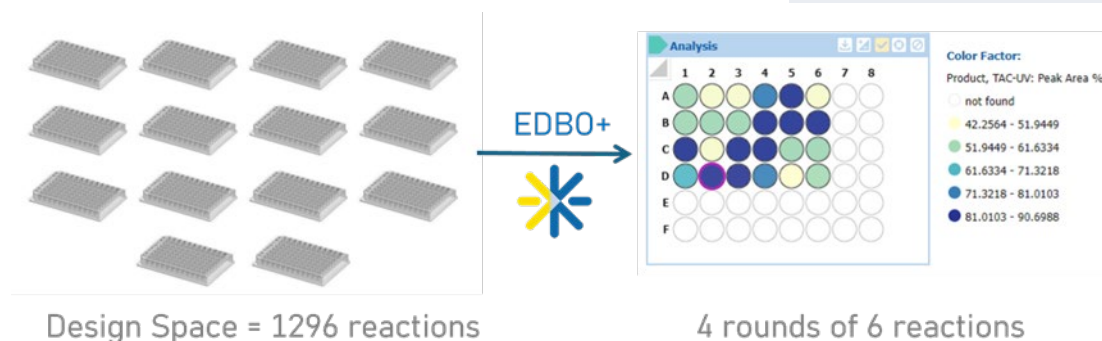 EDBO+
Analysis
1 2 3 4 5 6 7 8
A
B
C
D
E
F
Color Factor:
Product, TAC-UV: Peak Area %
not found
42.2564 - 51.9449
51.9449 - 61.6334
61.6334 - 71.3218
71.3218 - 81.0103
81.0103 - 90.6988
Design Space = 1296 reactions
4 rounds of 6 reactions